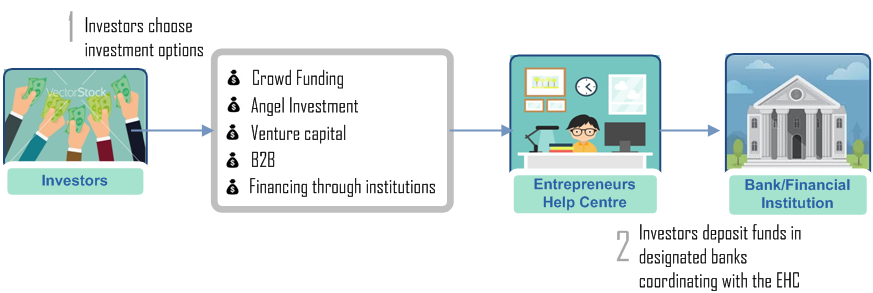 1 Investors choose
investment options
VectorStock
Investors
Crowd Funding
Angel Investment
Venture capital
B2B
Financing through institutions
Entrepreneurs
Help Centre
Bank/Financial
Institution
2 Investors deposit funds in
designated banks
coordinating with the EHC